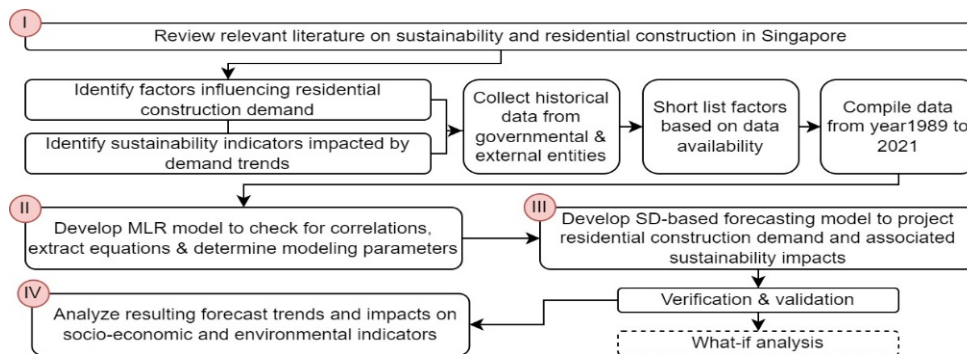 I
Review relevant literature on sustainability and residential construction in Singapore
Identify factors influencing residential
construction demand
Identify sustainability indicators impacted by
demand trends
Collect historical
data from
governmental &
external entities
Short list factors
based on data
availability
Compile data
from year1989 to
2021
II
Develop MLR model to check for correlations,
extract equations & determine modeling parameters
III
Develop SD-based forecasting model to project
residential construction demand and associated
sustainability impacts
Verification & validation
What-if analysis
IV
Analyze resulting forecast trends and impacts on
socio-economic and environmental indicators